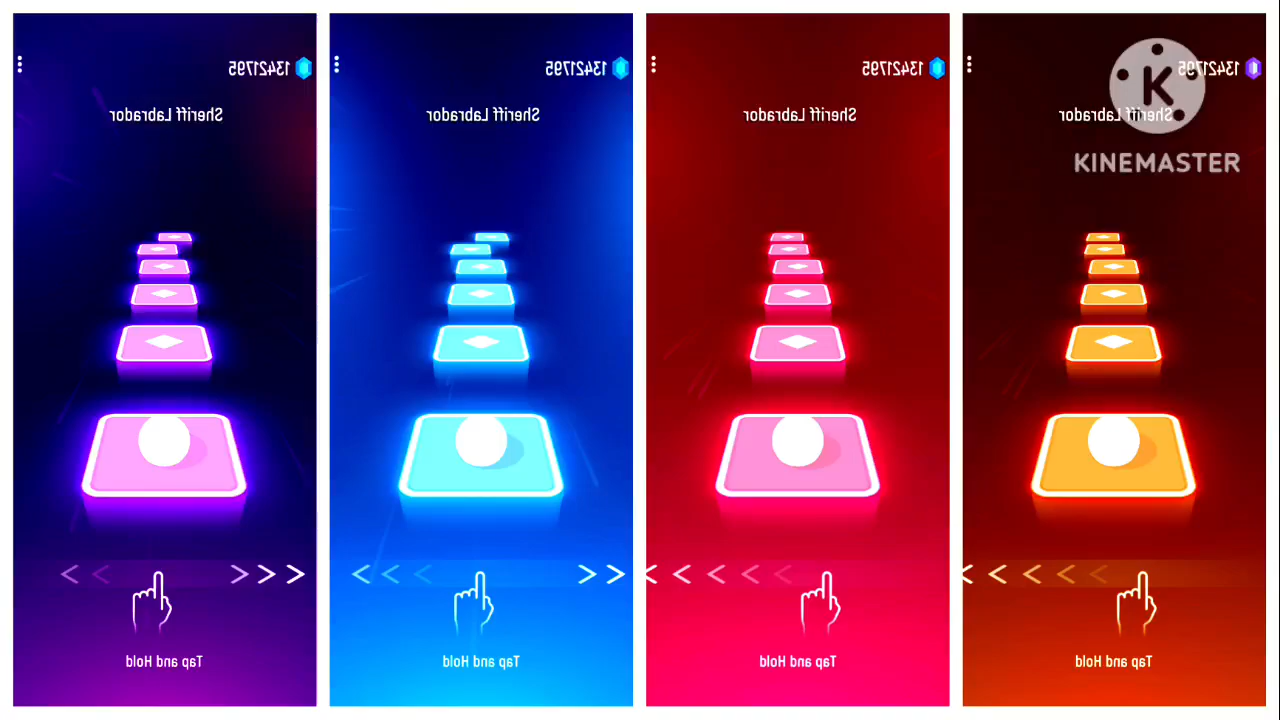 13421795
Sheriff Labrador
Tap and Hold
13421795
Sheriff Labrador
Tap and Hold
13421795
Sheriff Labrador
Tap and Hold
13421795
Sheriff Labrador
K
KINEMASTER
Tap and Hold